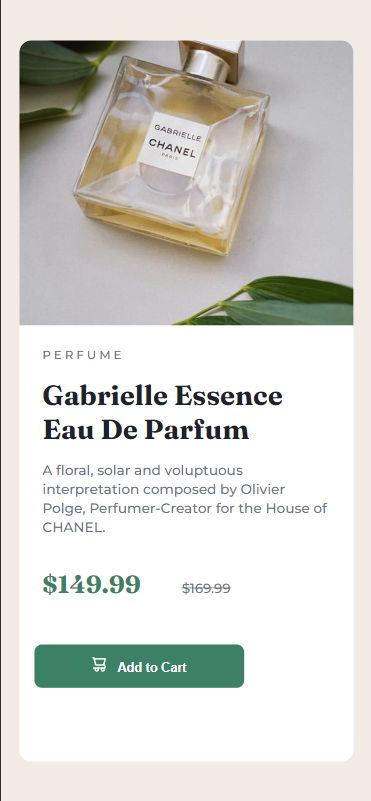 GABRIELLE
CHANEL
PARIS
PERFUME
Gabrielle Essence
Eau De Parfum
A floral, solar and voluptuous
interpretation composed by Olivier
Polge, Perfumer-Creator for the House of
CHANEL.
$149.99 $169.99
Add to Cart